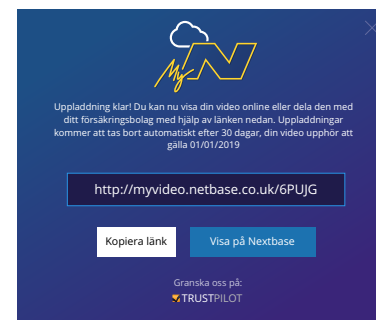 My N
Uppladdning klar! Du kan nu visa din video online eller dela den med
ditt försäkringsbolag med hjälp av länken nedan. Uppladdningar
kommer att tas bort automatiskt efter 30 dagar, din video upphör att
gälla 01/01/2019
http://myvideo.netbase.co.uk/6PUJG
Kopiera länk Visa på Nextbase
Granska oss på:
TRUSTPILOT